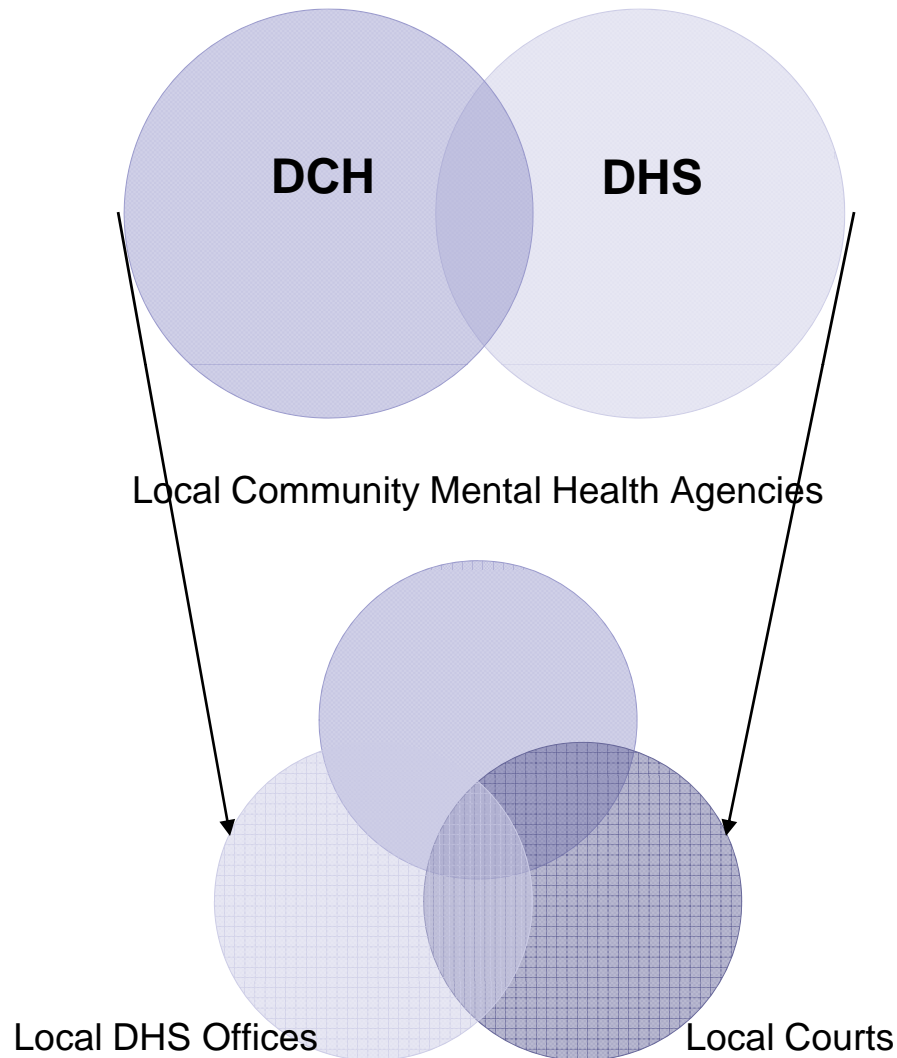 DCH
DHS
Local Community Mental Health Agencies
Local DHS Offices
Local Courts